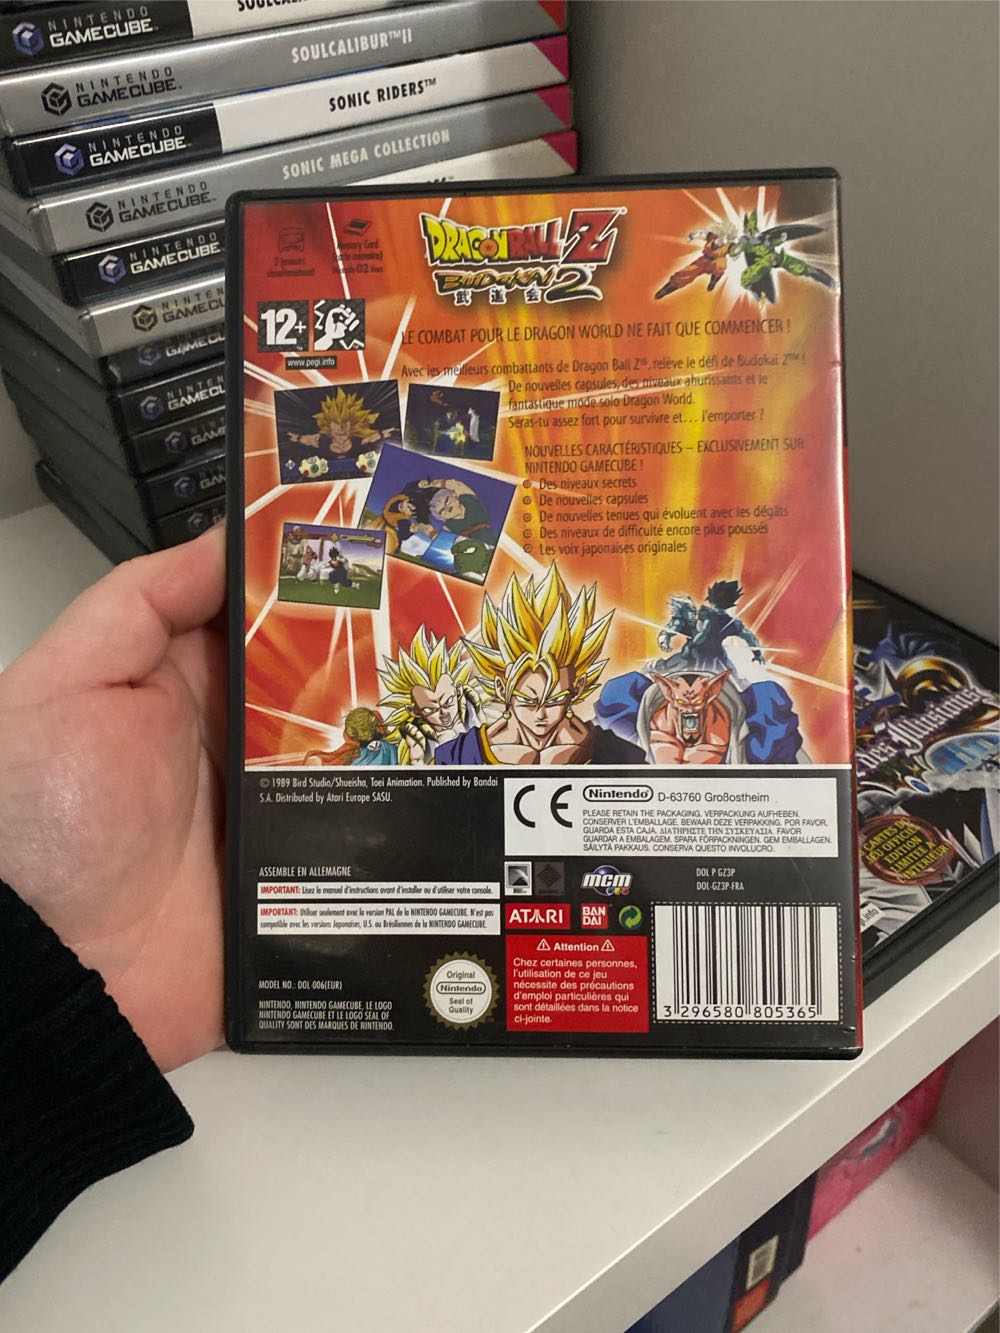 NINTENDO
GAMECUBE™
NINTENDO
GAMECUBE™
SOULCALIBUR™II
NINTENDO
GAMECUBE™
SONIC RIDERS™
NINTENDO
GAMECUBE™
SONIC MEGA COLLECTION
NINTENDO
GAMECUBE
2 joueurs
simultanément
Memory Card
DRAGON BALL Z
BUDOKAI 2™
武道会
12+
www.pegi.info
LE COMBAT POUR LE DRAGON WORLD NE FAIT QUE COMMENCER !
Avec les meilleurs combattants de Dragon Ball Z®, relève le défi de Budokai 2™ !
De nouvelles capsules, des niveaux ahurissants et le
fantastique mode solo Dragon World.
Seras-tu assez fort pour survivre et... l'emporter ?
NOUVELLES CARACTÉRISTIQUES – EXCLUSIVEMENT SUR
NINTENDO GAMECUBE !
Des niveaux secrets
De nouvelles capsules
De nouvelles tenues qui évoluent avec les dégâts
Des niveaux de difficulté encore plus poussés
Les voix japonaises originales
© 1989 Bird Studio/Shueisha, Toei Animation. Published by Bandai
S.A. Distributed by Atari Europe SASU.
CE
Nintendo® D-63760 Großostheim
PLEASE RETAIN THE PACKAGING. VERPACKUNG AUFHEBEN.
CONSERVER L'EMBALLAGE. BEWAAR DEZE VERPAKKING. POR FAVOR,
GUARDA ESTA CAJA. ΔΙΑΤΗΡΗΣΤΕ ΤΗΝ ΣΥΣΚΕΥΑΣΙΑ. FAVOR
GUARDAR A EMBALAGEM. SPARA FÖRPACKNINGEN. GEM EMBALLAGEN.
SÄILYTÄ PAKKAUS. CONSERVA QUESTO INVOLUCRO.
ASSEMBLE EN ALLEMAGNE
IMPORTANT: Lisez le manuel d'instructions avant d'installer ou d'utiliser votre console.
IMPORTANT: Utiliser seulement avec la version PAL de la NINTENDO GAMECUBE. N'est pas
compatible avec les versions Japonaises, U.S. ou Brésiliennes de la NINTENDO GAMECUBE.
mcm
DOL P GZ3P
DOL-GZ3P-FRA
ATARI
BAN
DAI
Attention
Chez certaines personnes,
l'utilisation de ce jeu
nécessite des précautions
d'emploi particulières qui
sont détaillées dans la notice
ci-jointe.
MODEL NO.: DOL-006(EUR)
NINTENDO, NINTENDO GAMECUBE, LE LOGO
NINTENDO GAMECUBE ET LE LOGO SEAL OF
QUALITY SONT DES MARQUES DE NINTENDO.
Original
Nintendo
Seal of
Quality
3 296580 805365
des Illusions